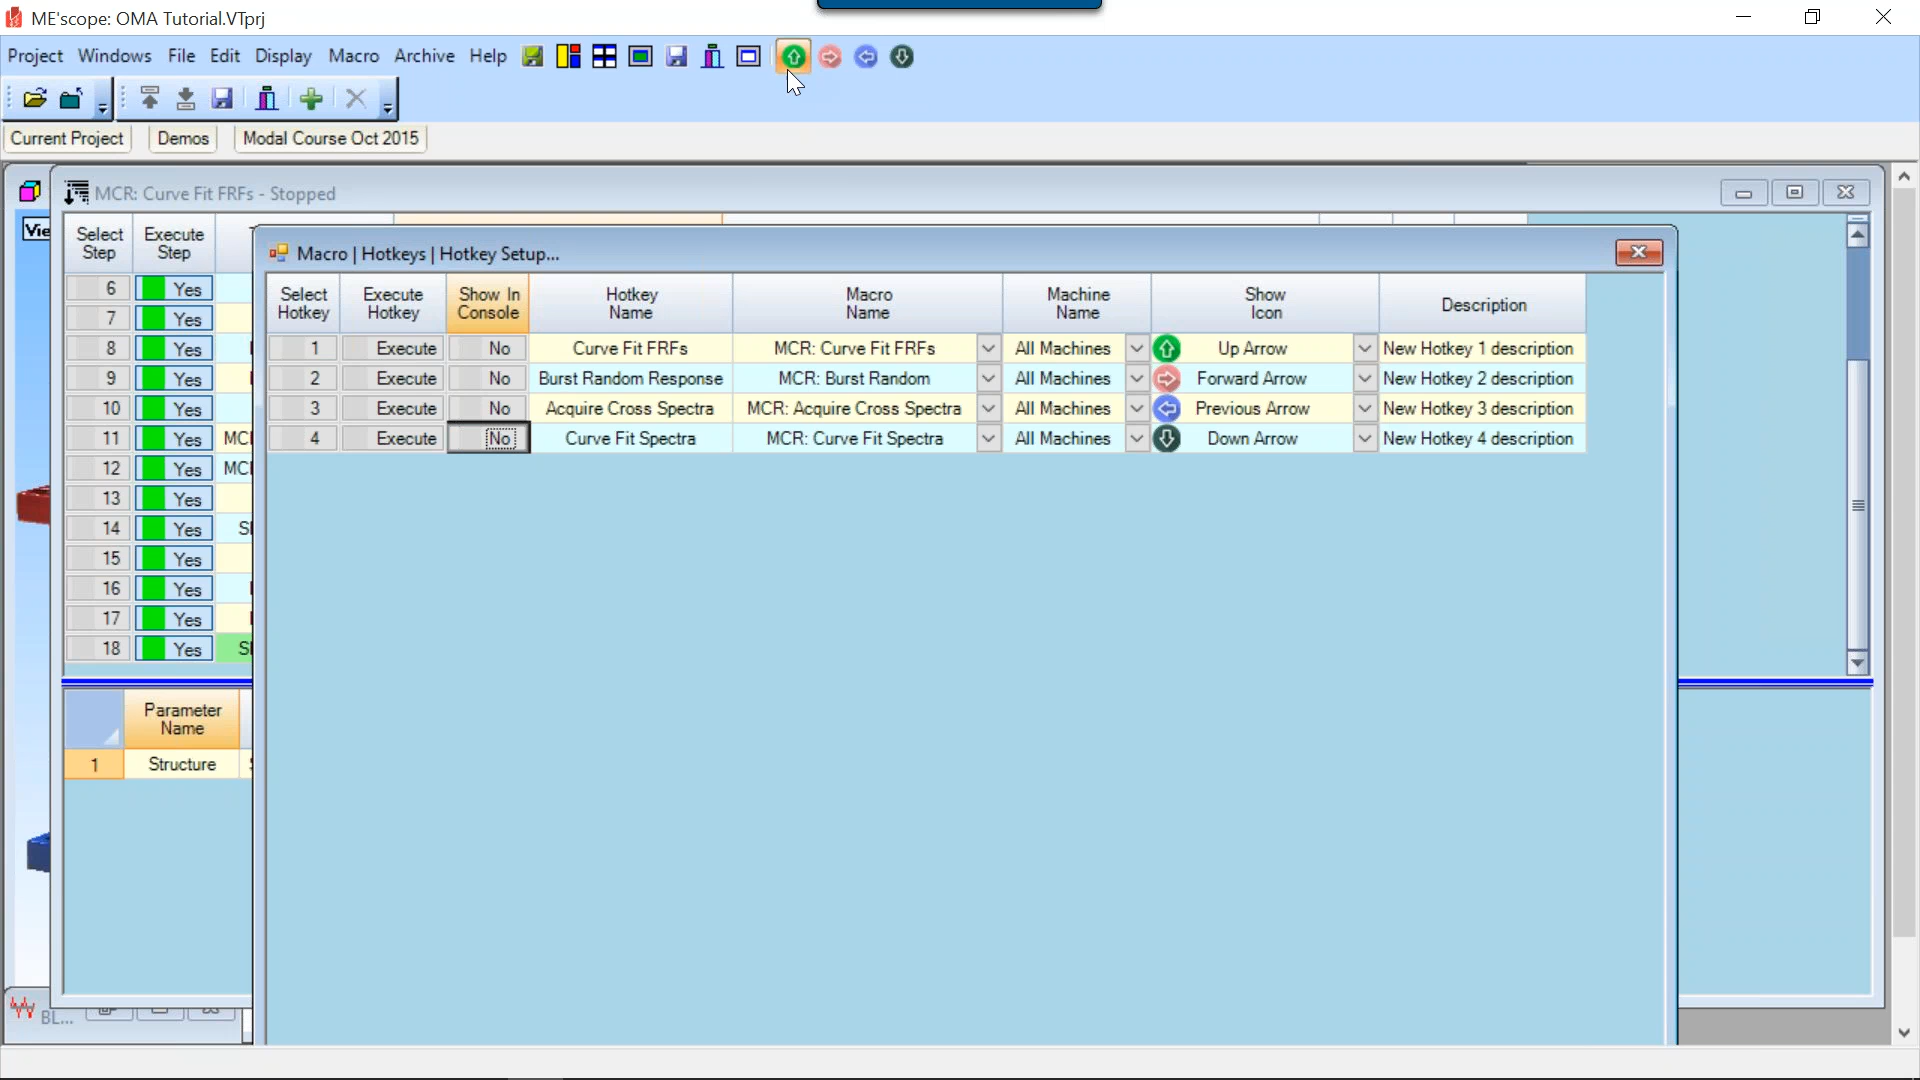 ME'scope: OMA Tutorial.VTprj
Project Windows File Edit Display Macro Archive Help
Current Project Demos Modal Course Oct 2015
MCR: Curve Fit FRFs - Stopped
Vie
Select Step Execute Step
Macro | Hotkeys | Hotkey Setup...
Select Hotkey Execute Hotkey Show In Console Hotkey Name Macro Name Machine Name Show Icon Description
1 Execute No Curve Fit FRFs MCR: Curve Fit FRFs All Machines Up Arrow New Hotkey 1 description
2 Execute No Burst Random Response MCR: Burst Random All Machines Forward Arrow New Hotkey 2 description
3 Execute No Acquire Cross Spectra MCR: Acquire Cross Spectra All Machines Previous Arrow New Hotkey 3 description
4 Execute No Curve Fit Spectra MCR: Curve Fit Spectra All Machines Down Arrow New Hotkey 4 description
6 Yes
7 Yes
8 Yes
9 Yes
10 Yes
11 Yes MC
12 Yes MC
13 Yes
14 Yes S
15 Yes
16 Yes
17 Yes
18 Yes S
Parameter Name
1 Structure
BL...